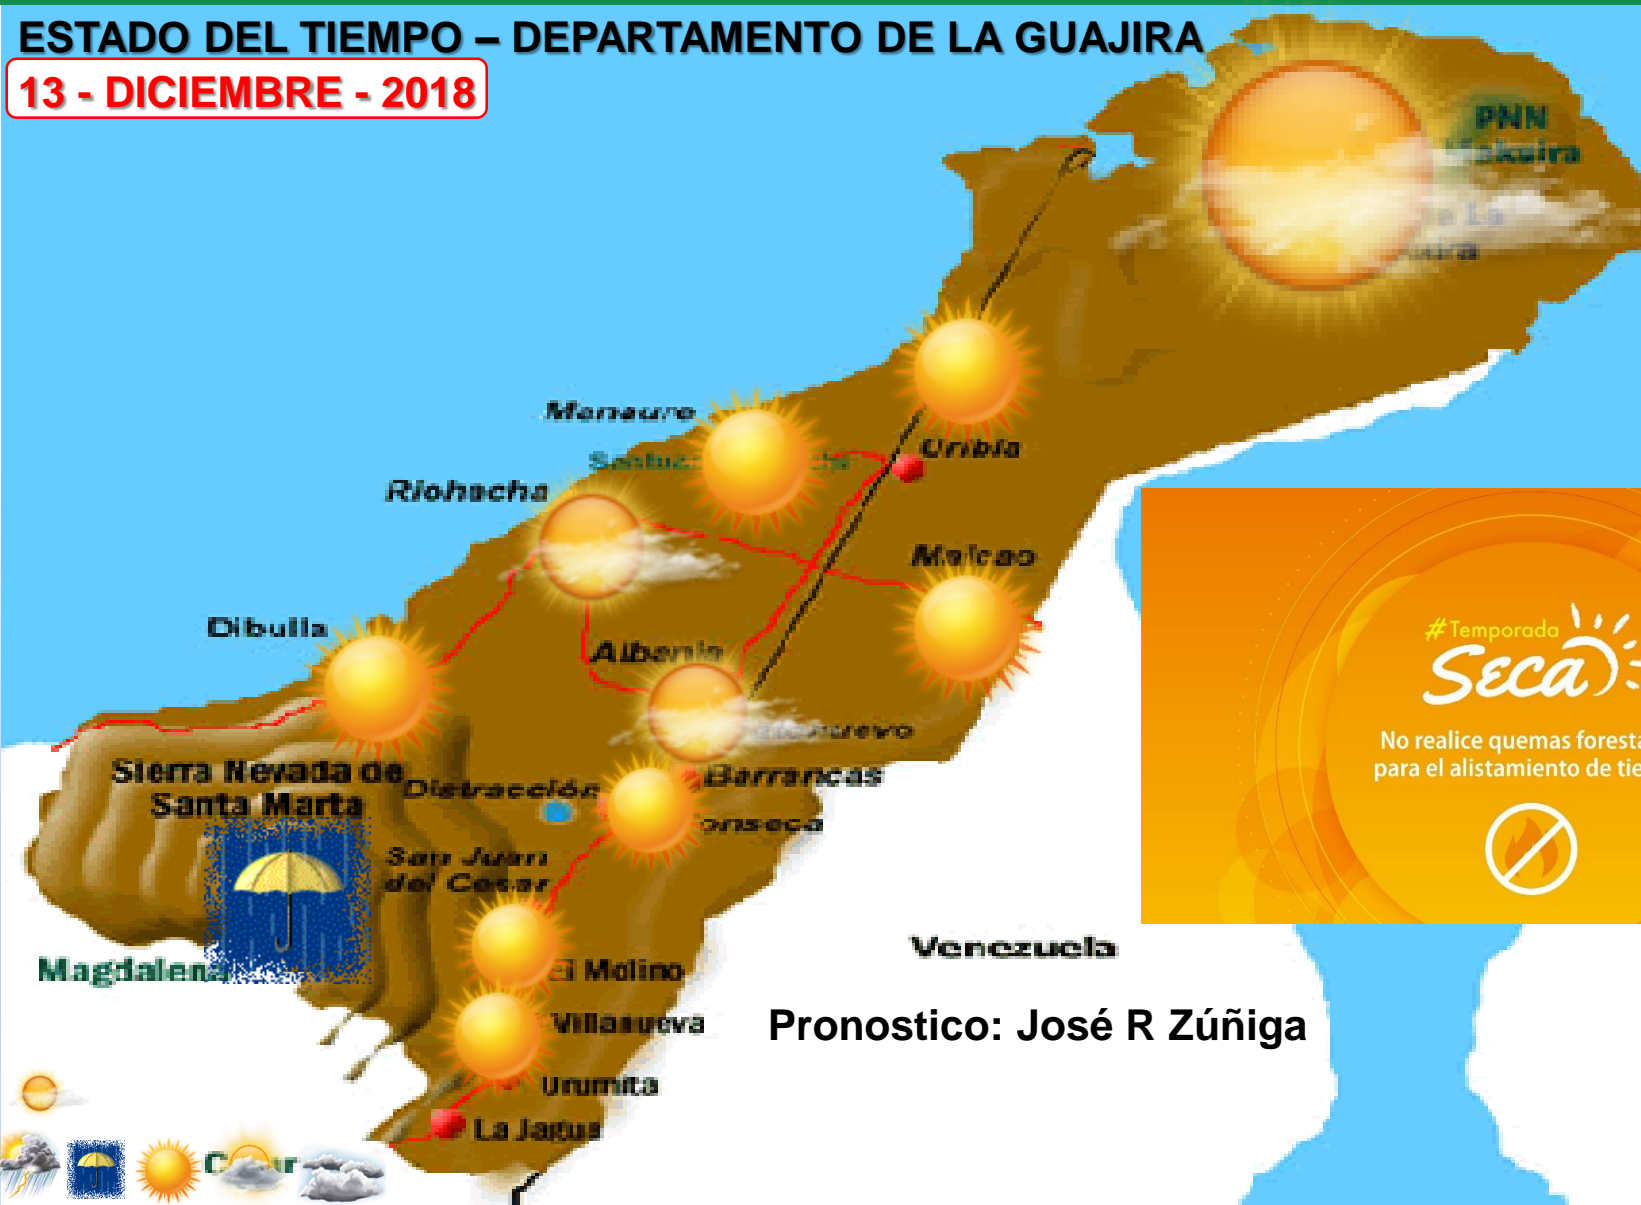 ESTADO DEL TIEMPO – DEPARTAMENTO DE LA GUAJIRA
13 - DICIEMBRE - 2018
PNN
La
Manaure
Uribia
Riohacha
Maicao
Dibulla
Albania
Sierra Nevada de
Santa Marta
Distracción
Barrancas
San Juan
del Cesar
Magdalena
El Molino
Villanueva
Urumita
La Jagua
Venezuela
Pronostico: José R Zúñiga
#Temporada
Seca
No realice quemas
para el alistamiento de